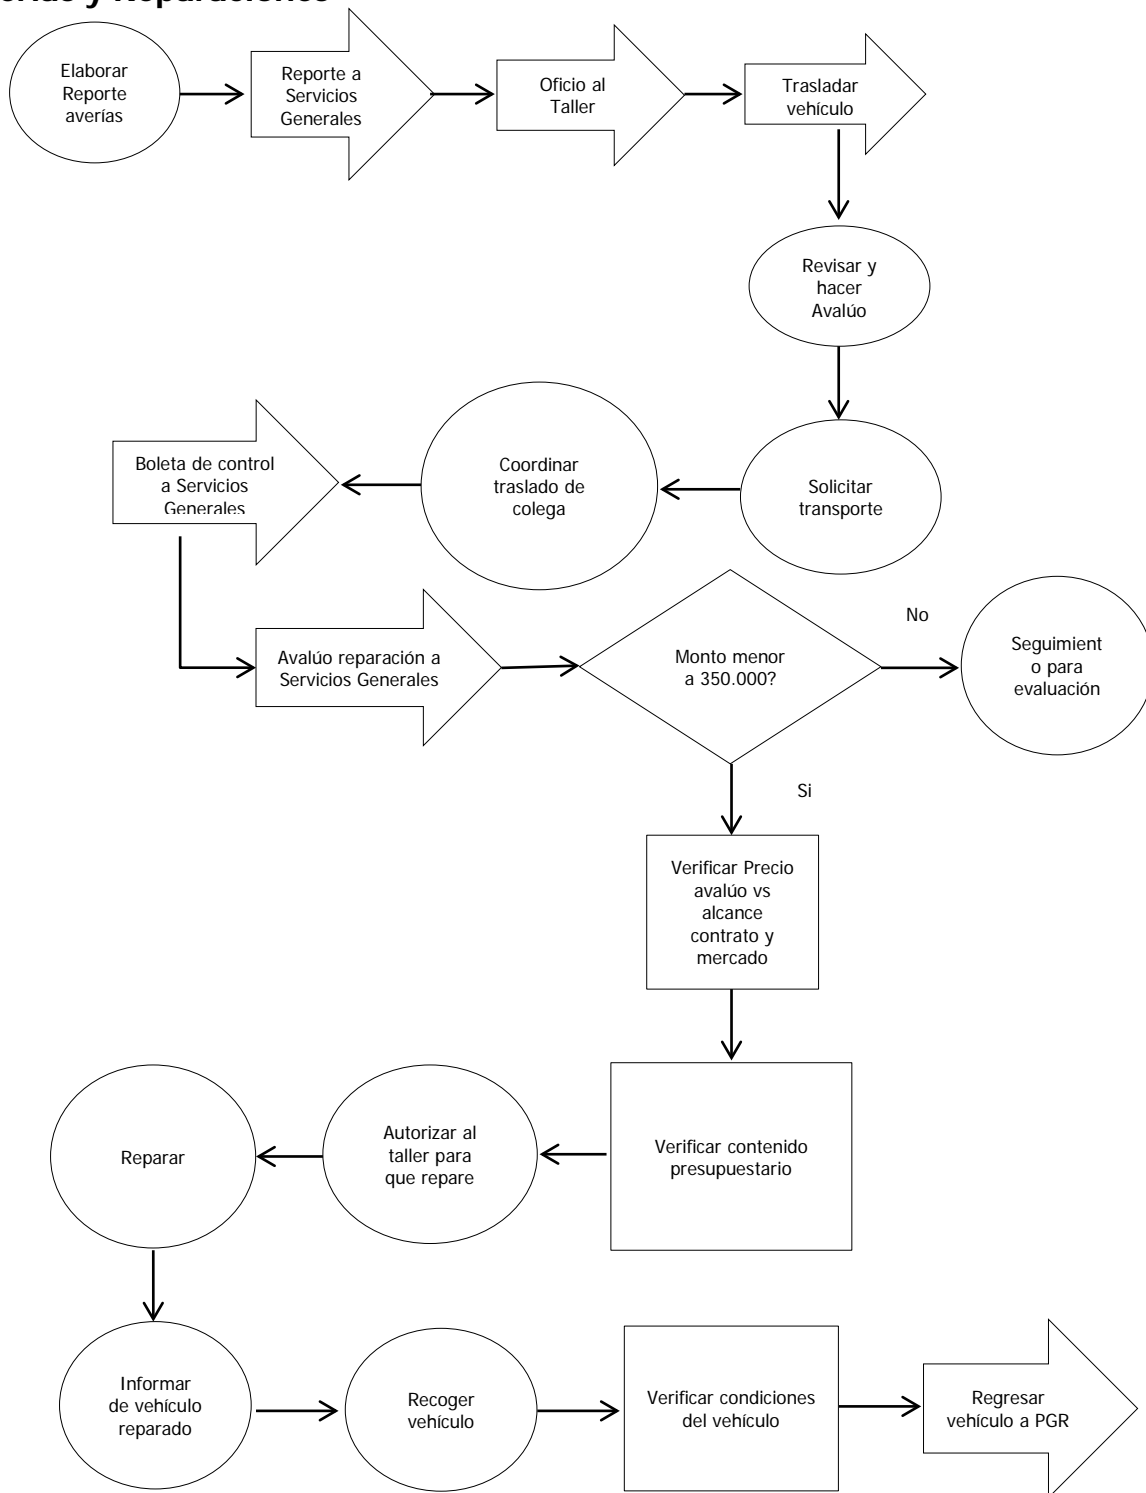 y Reparaciones
Elaborar
Reporte
averías
Reporte a
Servicios
Generales
Oficio al
Taller
Trasladar
vehículo
Revisar y
hacer
Avalúo
Solicitar
transporte
Coordinar
traslado de
colega
Boleta de control
a Servicios
Generales
Avalúo reparación a
Servicios Generales
Monto menor
a 350.000?
No
Seguimient
o para
evaluación
Si
Verificar Precio
avalúo vs
alcance
contrato y
mercado
Verificar contenido
presupuestario
Autorizar al
taller para
que repare
Reparar
Informar
de vehículo
reparado
Recoger
vehículo
Verificar condiciones
del vehículo
Regresar
vehículo a PGR